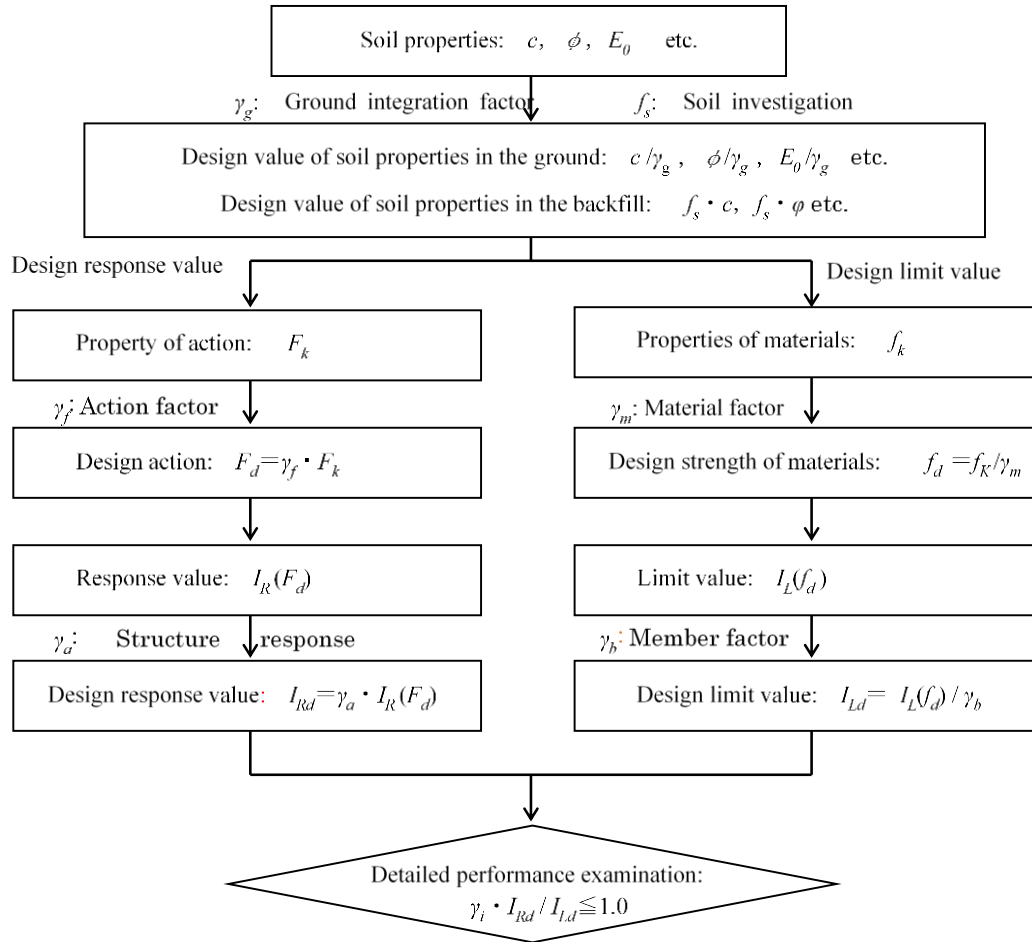 Soil properties: c, ϕ, E₀ etc.
γg: Ground integration factor fs: Soil investigation
Design value of soil properties in the ground: c/γg, ϕ/γg, E₀/γg etc.
Design value of soil properties in the backfill: fs・c, fs・φ etc.
Design response value
Design limit value
Property of action: Fk
Properties of materials: fk
γf: Action factor
γm: Material factor
Design action: Fd=γf・Fk
Design strength of materials: fd=fK/γm
Response value: IR(Fd)
Limit value: IL(fd)
γa: Structure response
γb: Member factor
Design response value: IRd=γa・IR(Fd)
Design limit value: ILd= IL(fd)/γb
Detailed performance examination:
γi・IRd/ILd≦1.0